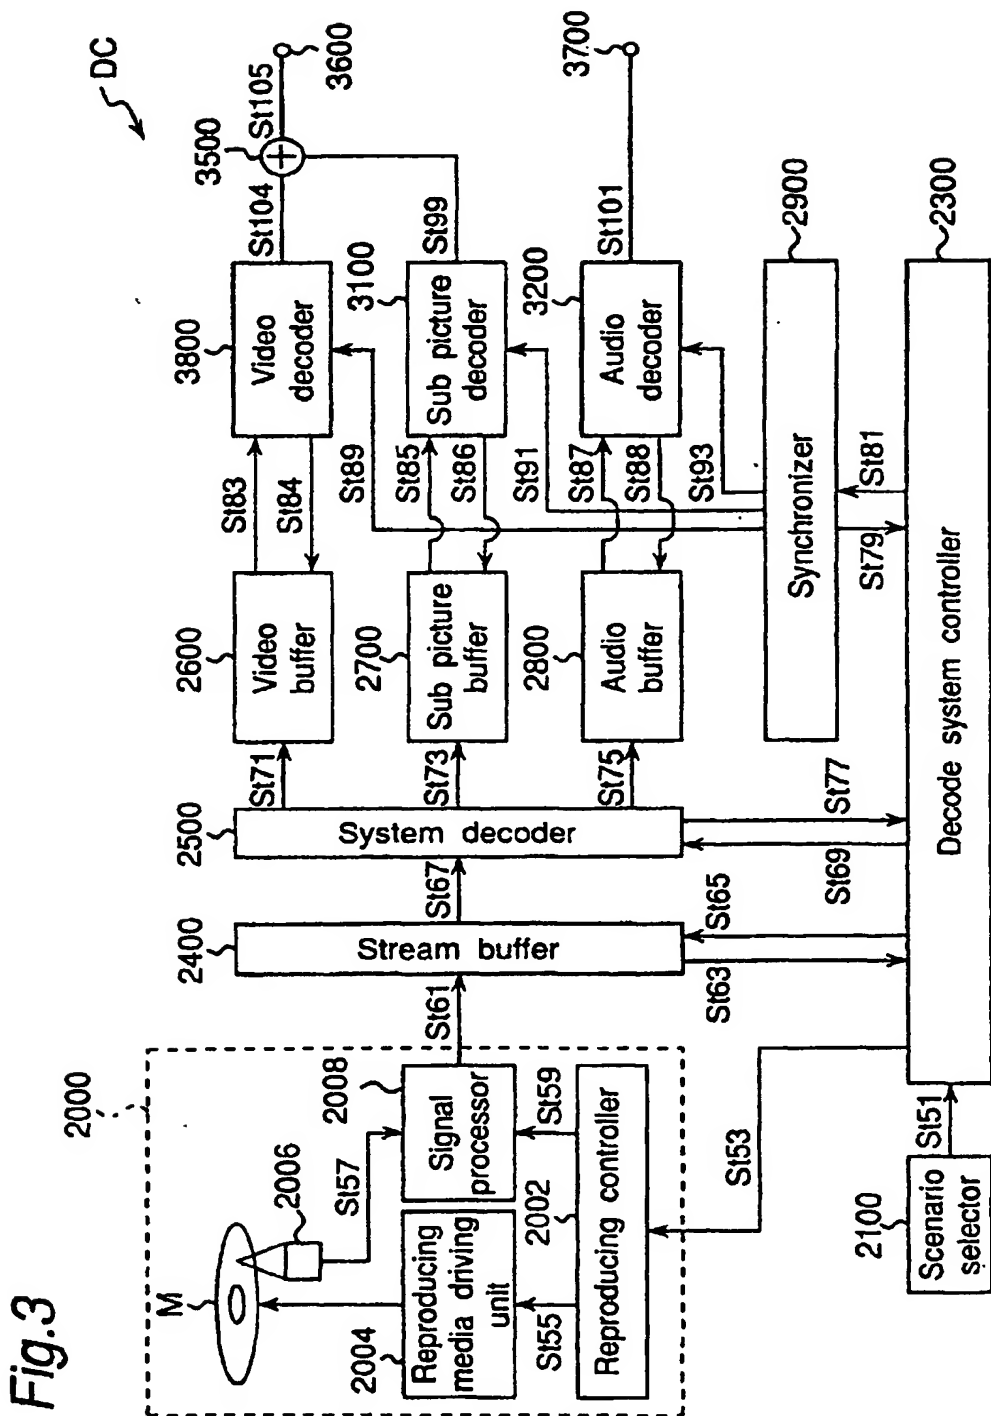 Fig.3
DC
2000
M
2006
St57
2004
Reproducing
media driving
unit
2008
Signal
processor
St55
2002
St59
Reproducing controller
St53
St61
2400
Stream buffer
St67
St63
St65
2500
System decoder
St69
St77
St71
St73
St75
2600
Video
buffer
2700
Sub picture
buffer
2800
Audio
buffer
St83
St84
St89
St85
St86
St91
St87
St88
St93
3800
Video
decoder
3100
Sub picture
decoder
3200
Audio
decoder
St104
3500
+
St105
3600
St99
St101
3700
2900
Synchronizer
St79
St81
2300
Decode system controller
2100
Scenario
selector
St51